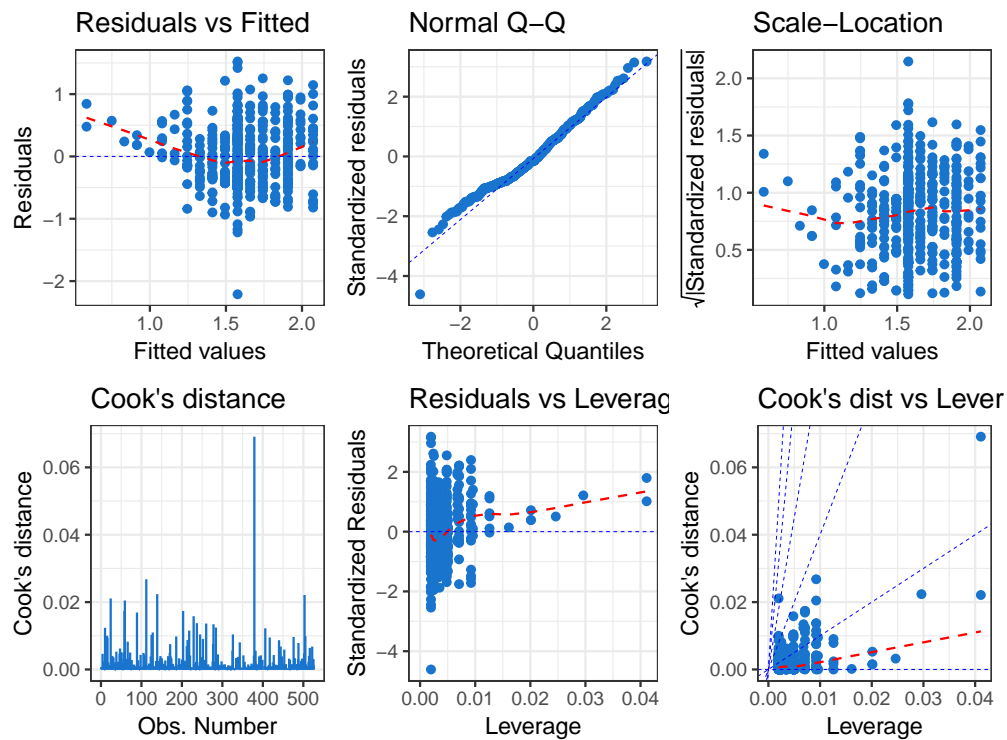 Residuals vs Fitted
Residuals
1
0
−1
−2
1.0 1.5 2.0
Fitted values
Normal Q−Q
Standardized residuals
2
0
−2
−4
−2 0 2
Theoretical Quantiles
Scale−Location
√|Standardized residuals|
2.0
1.5
1.0
0.5
1.0 1.5 2.0
Fitted values
Cook's distance
Cook's distance
0.06
0.04
0.02
0.00
0 100 200 300 400 500
Obs. Number
Residuals vs Leverag
Standardized Residuals
2
0
−2
−4
0.00 0.01 0.02 0.03 0.04
Leverage
Cook's dist vs Lever
Cook's distance
0.06
0.04
0.02
0.00
0.00 0.01 0.02 0.03 0.04
Leverage